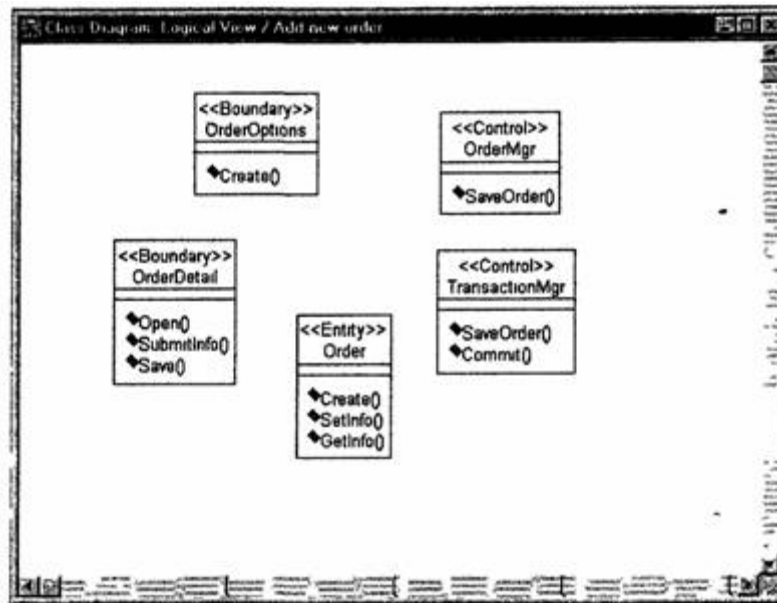 Class Diagram: Logical View / Add new order
<<Boundary>>
OrderOptions
Create()
<<Control>>
OrderMgr
SaveOrder()
<<Boundary>>
OrderDetail
Open()
SubmitInfo()
Save()
<<Control>>
TransactionMgr
SaveOrder()
Commit()
<<Entity>>
Order
Create()
SetInfo()
GetInfo()